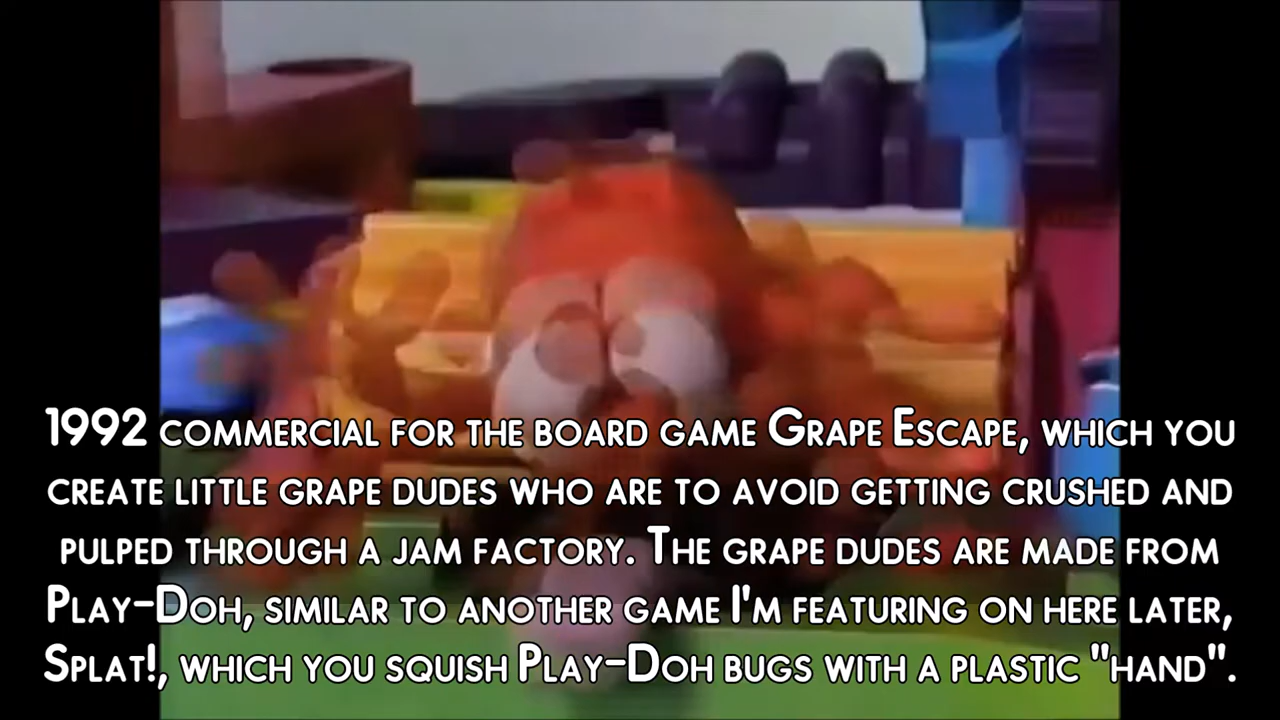 1992 commercial for the board game Grape Escape, which you
create little grape dudes who are to avoid getting crushed and
pulped through a jam factory. The grape dudes are made from
Play-Doh, similar to another game I'm featuring on here later,
Splat!, which you squish Play-Doh bugs with a plastic "hand".